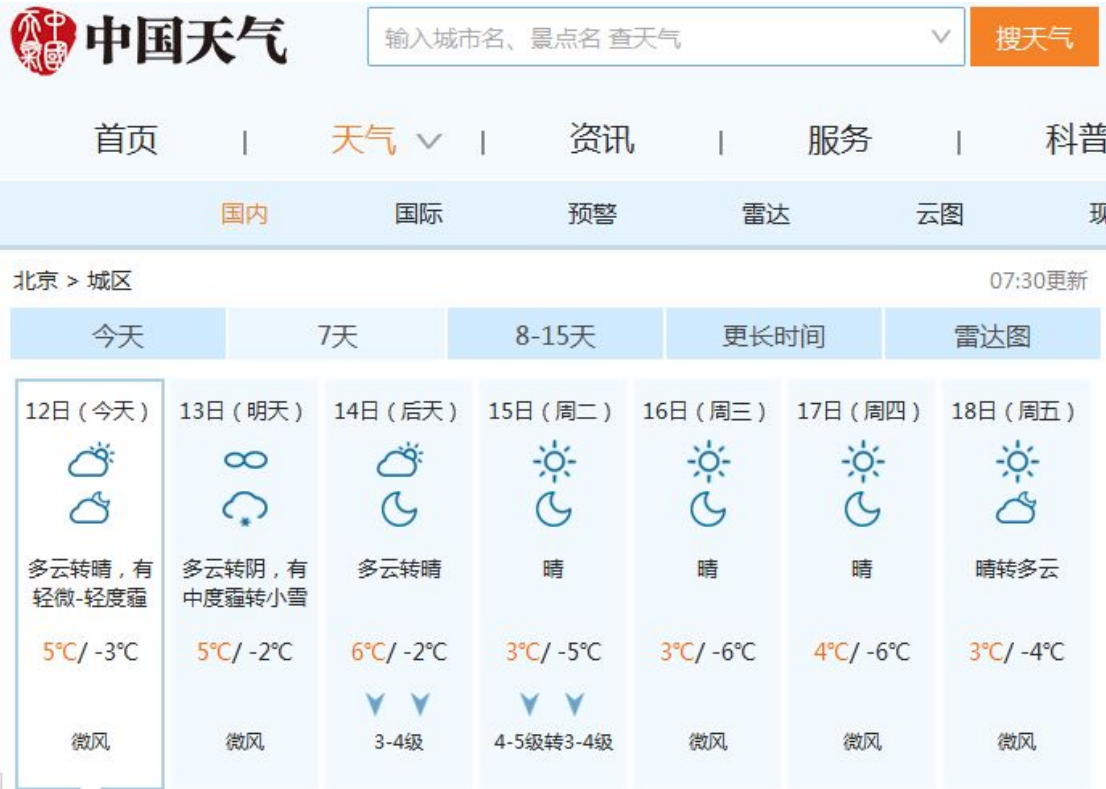 中国天气
输入城市名、景点名 查天气
搜天气
首页 | 天气 | 资讯 | 服务 | 科普
国内 国际 预警 雷达 云图
北京 > 城区
07:30更新
今天 7天 8-15天 更长时间 雷达图
12日（今天） 13日（明天） 14日（后天） 15日（周二） 16日（周三） 17日（周四） 18日（周五）
多云转晴，有 多云转阴，有 多云转晴 晴 晴 晴 晴转多云
轻微-轻度霾 中度霾转小雪
5℃/ -3℃ 5℃/ -2℃ 6℃/ -2℃ 3℃/ -5℃ 3℃/ -6℃ 4℃/ -6℃ 3℃/ -4℃
微风 微风 3-4级 4-5级转3-4级 微风 微风 微风